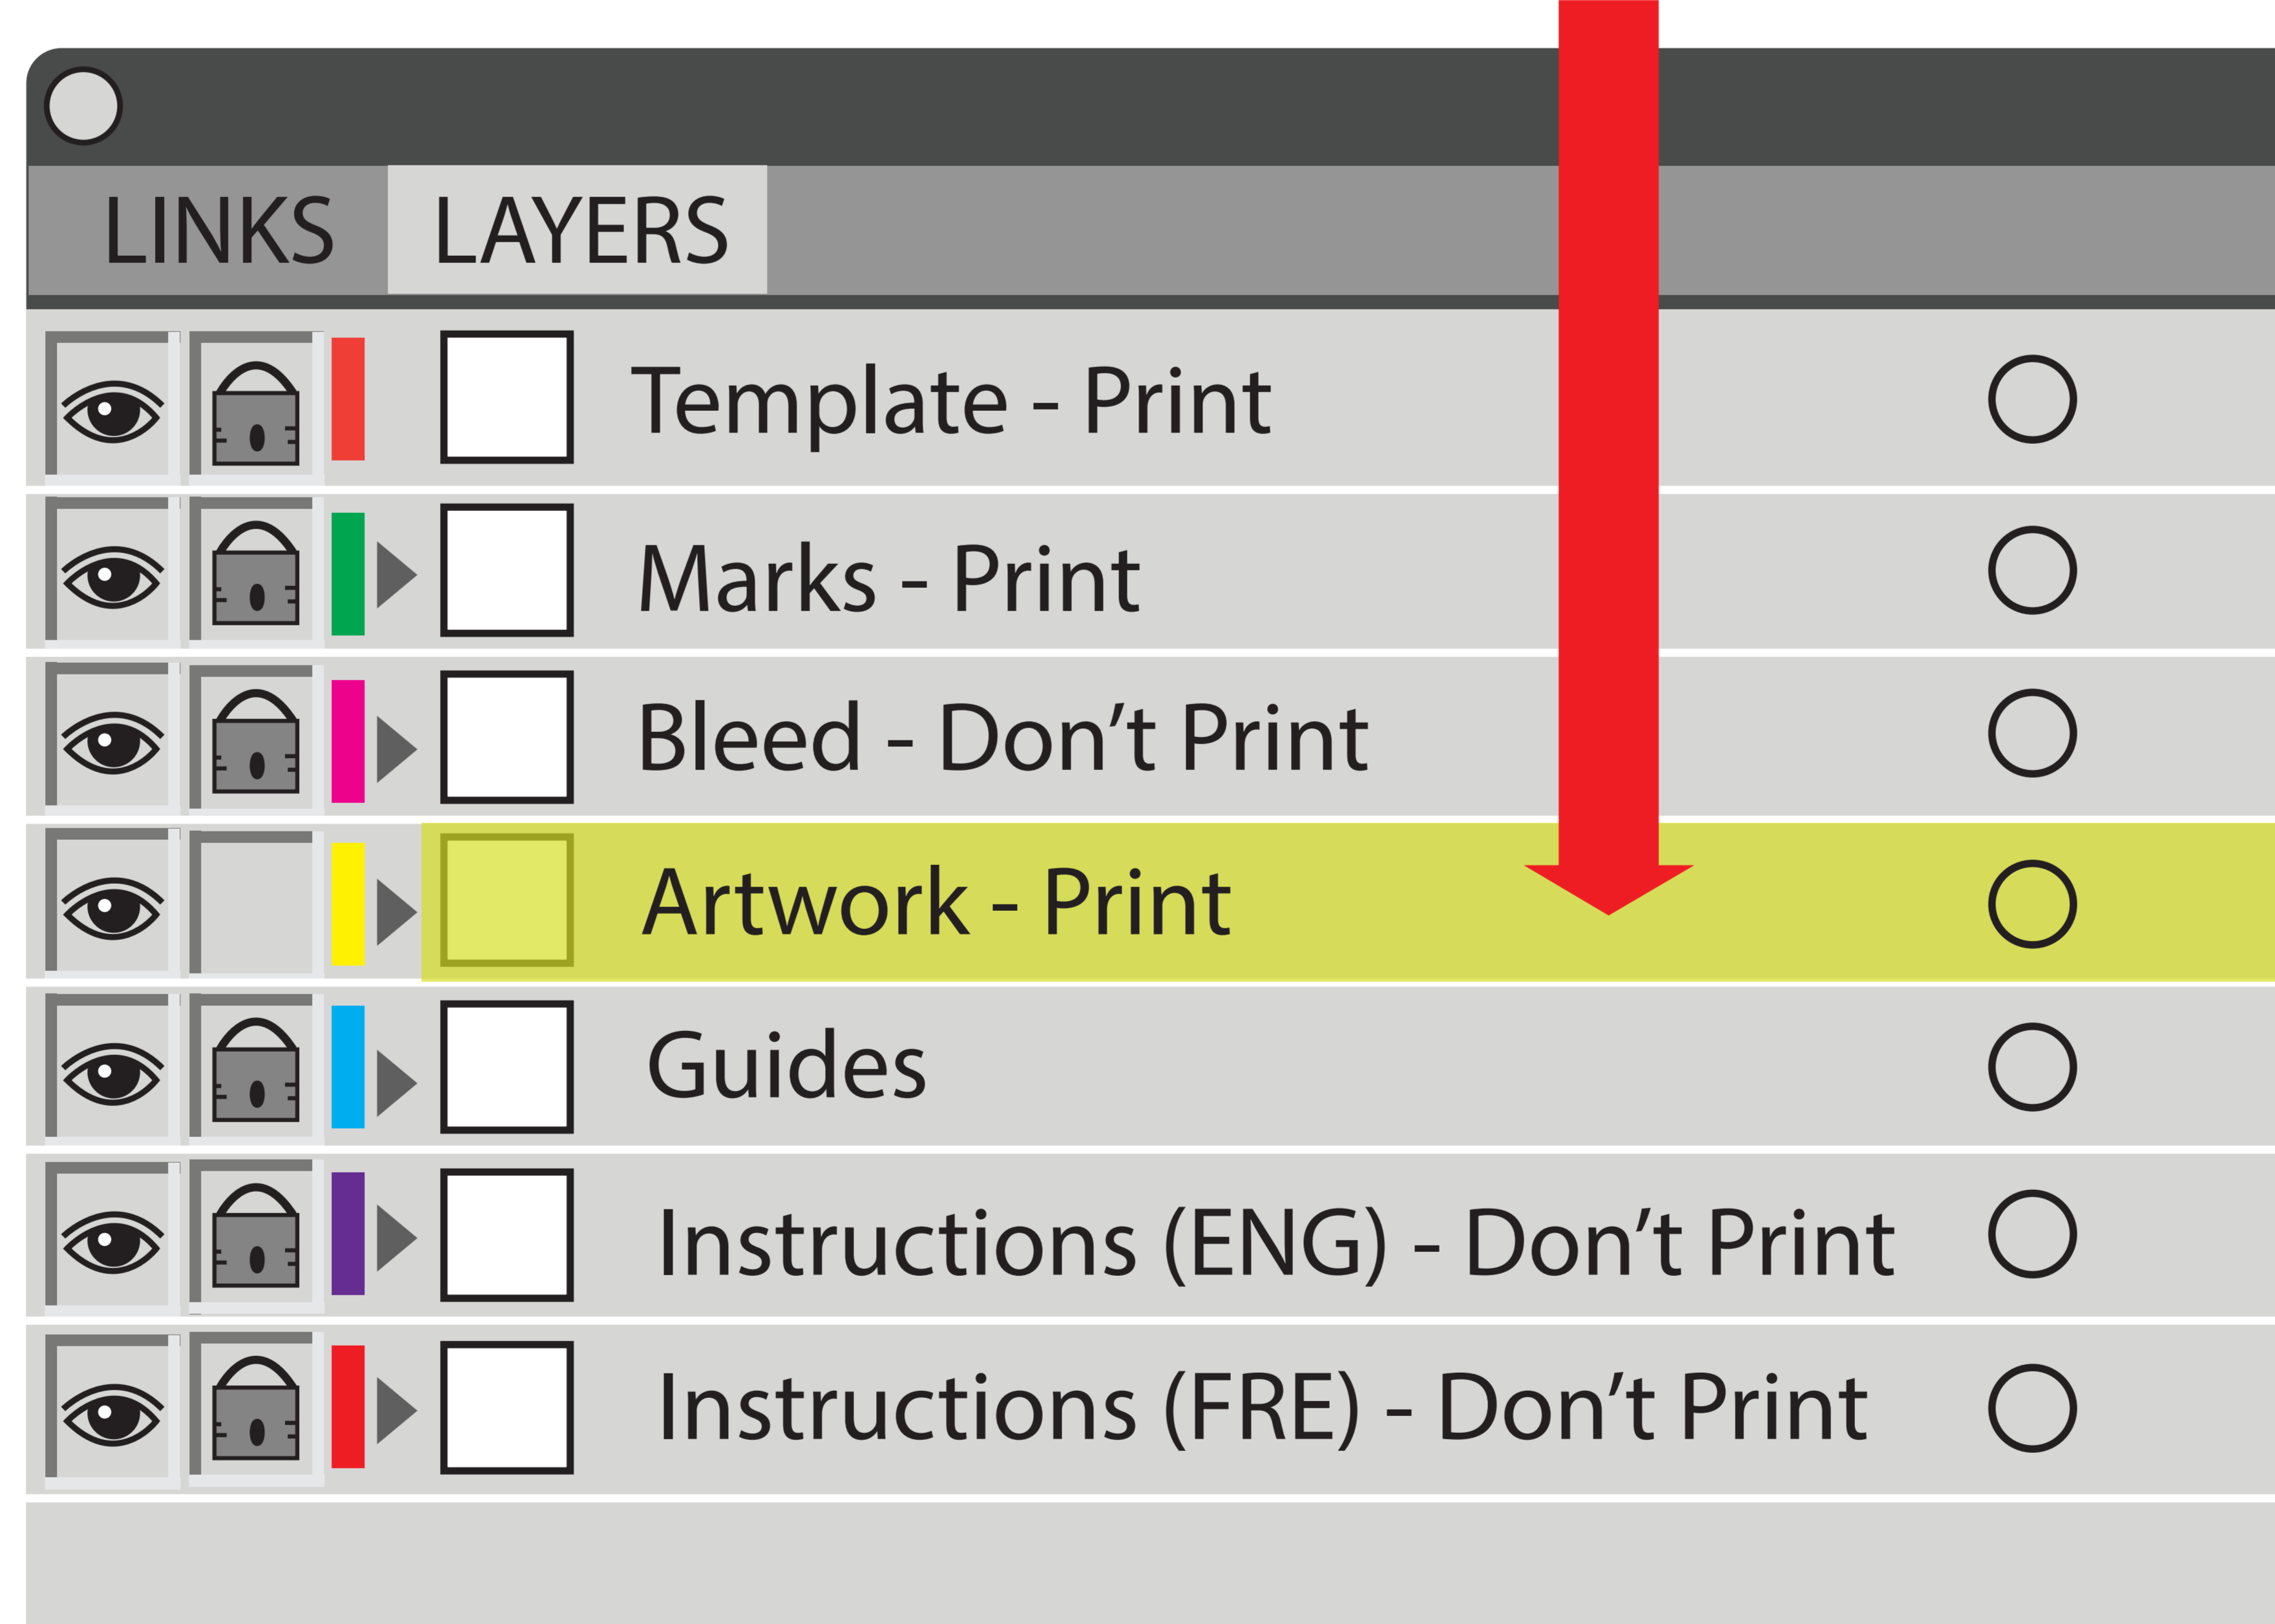 LINKS LAYERS
Template - Print
Marks - Print
Bleed - Don’t Print
Artwork - Print
Guides
Instructions (ENG) - Don’t Print
Instructions (FRE) - Don’t Print